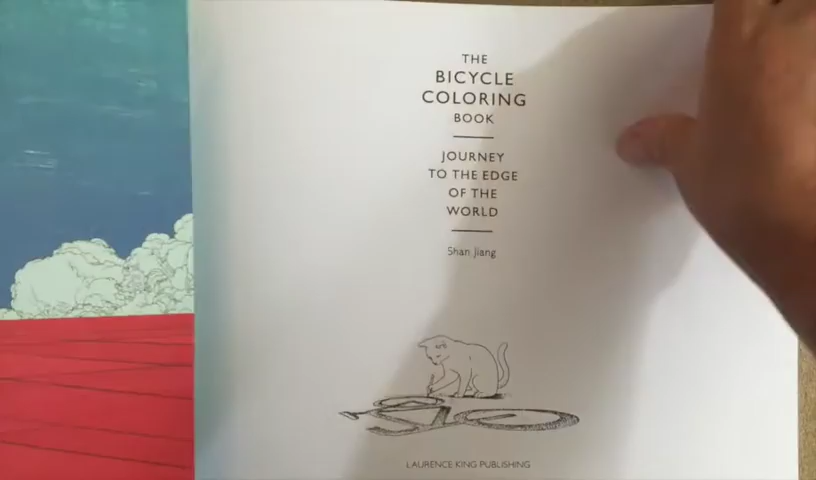 THE
BICYCLE
COLORING
BOOK
JOURNEY
TO THE EDGE
OF THE
WORLD
Shan Jiang
LAURENCE KING PUBLISHING